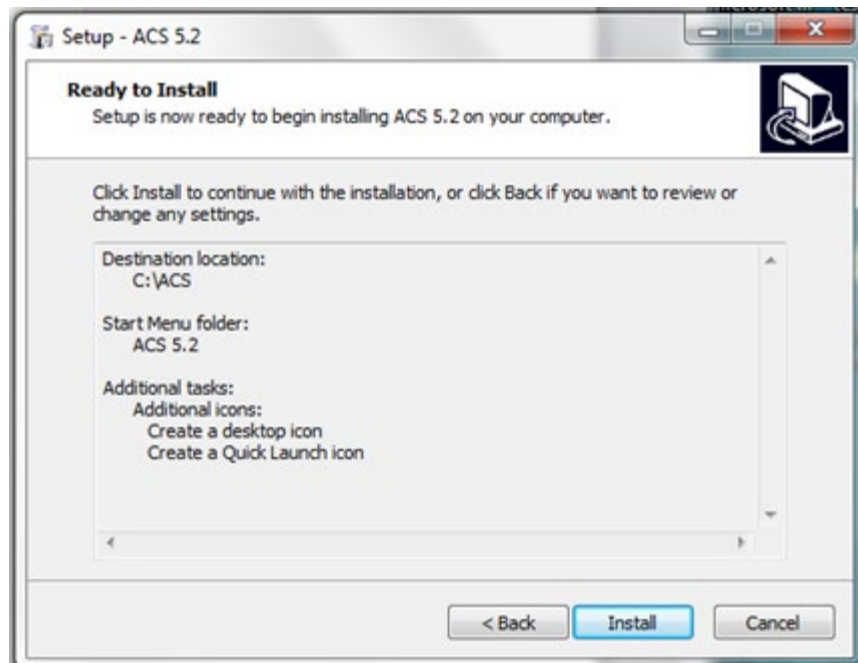 Setup - ACS 5.2
Ready to Install
Setup is now ready to begin installing ACS 5.2 on your computer.
Click Install to continue with the installation, or click Back if you want to review or
change any settings.
Destination location:
C:\ACS
Start Menu folder:
ACS 5.2
Additional tasks:
Additional icons:
Create a desktop icon
Create a Quick Launch icon
< Back
Install
Cancel